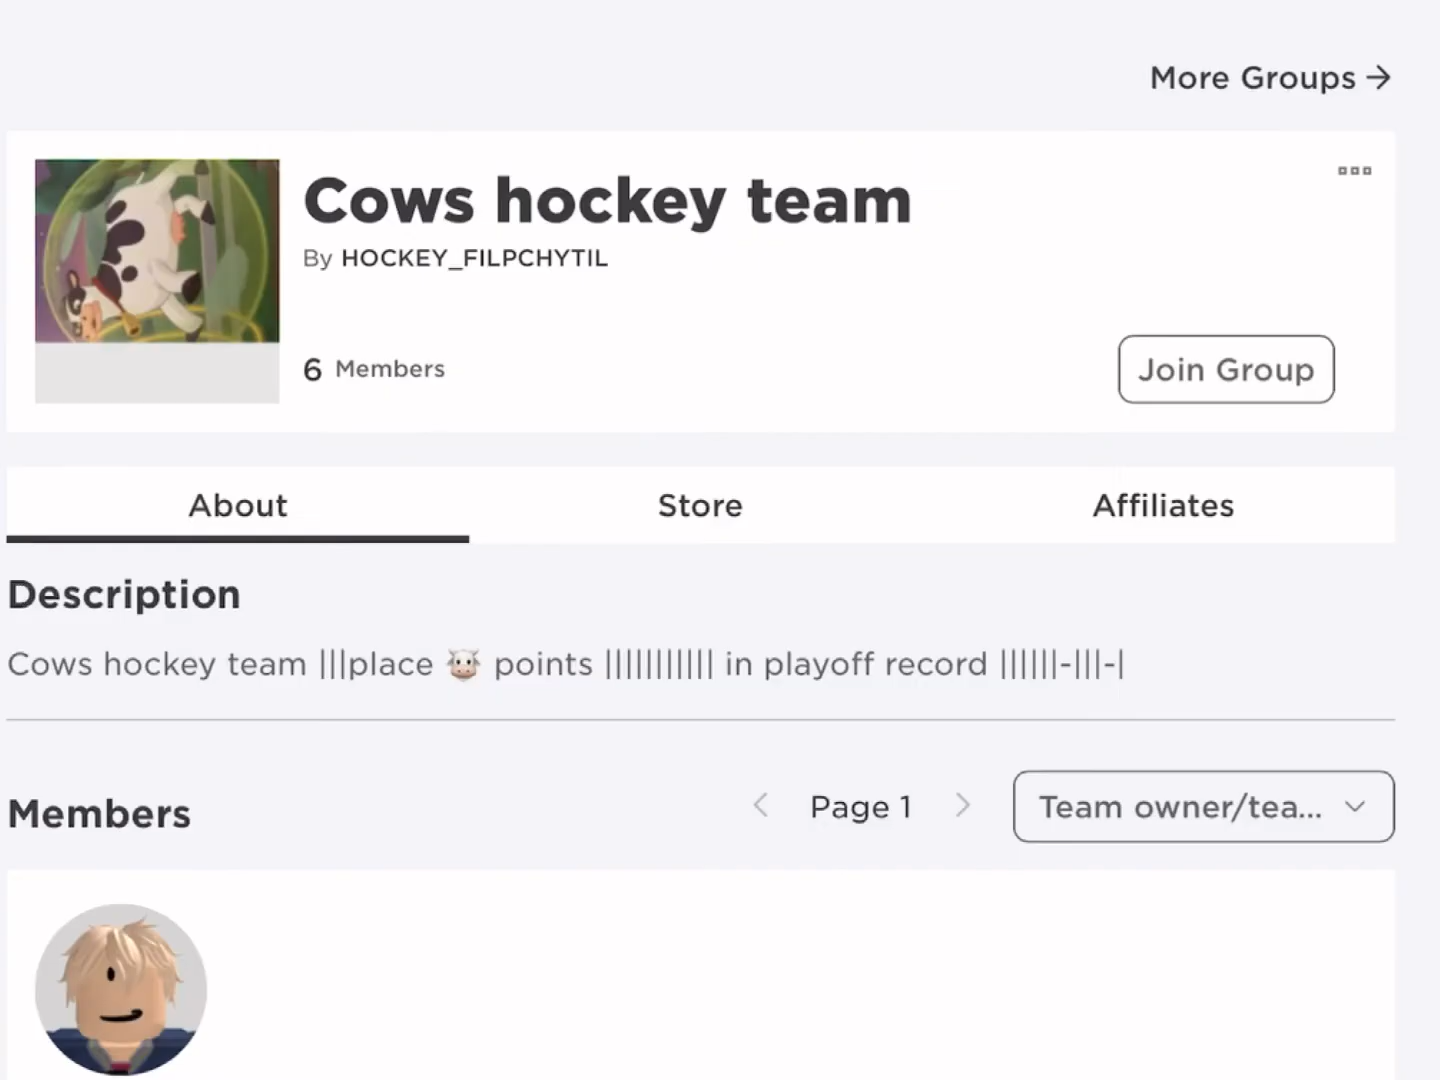 More Groups →
Cows hockey team
By HOCKEY_FILPCHYTIL
6 Members
Join Group
About
Store
Affiliates
Description
Cows hockey team |||place 🐮 points ||||||||||| in playoff record ||||||-|||-|
Members
Page 1
Team owner/tea...